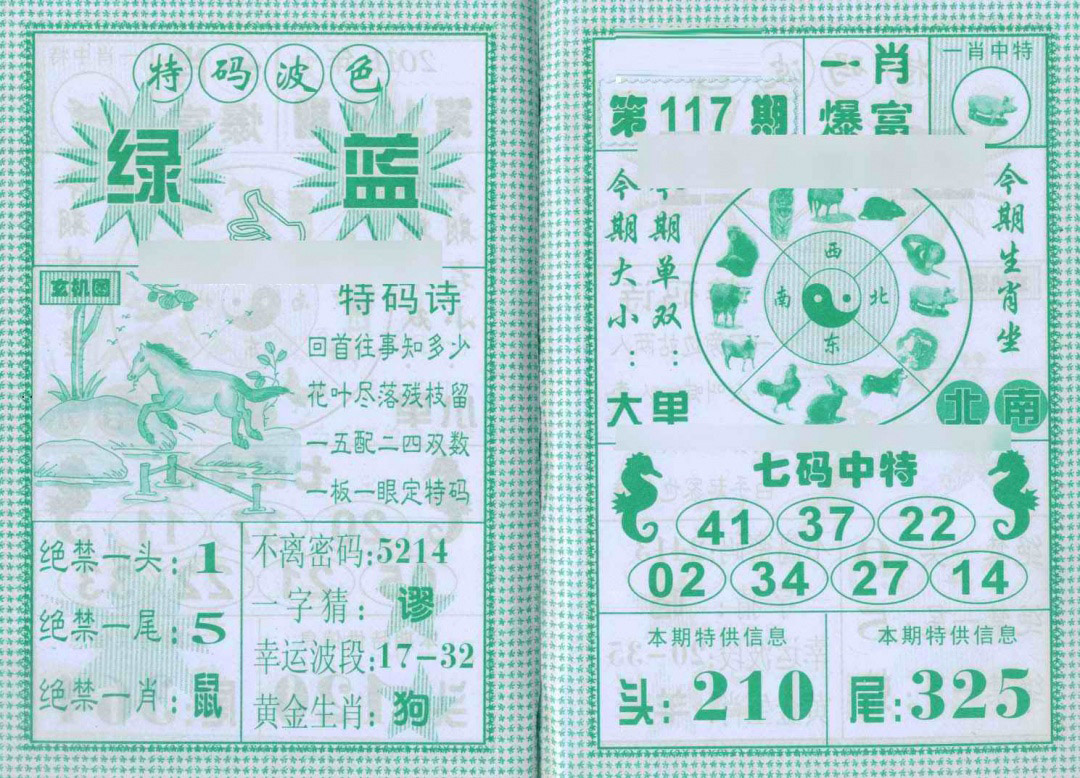 特码波色
绿 蓝
玄机图
特码诗
回首往事知多少
花叶尽落残枝留
一五配二四双数
一板一眼定特码
绝禁一头:1
绝禁一尾:5
绝禁一肖:鼠
不离密码:5214
一字猜:谬
幸运波段:17-32
黄金生肖:狗
第117期
一肖
爆富
一肖中特
今期大小:大
今期单双:单
西
南
北
东
今期生肖坐
北 南
七码中特
41 37 22
02 34 27 14
本期特供信息
头:210
本期特供信息
尾:325